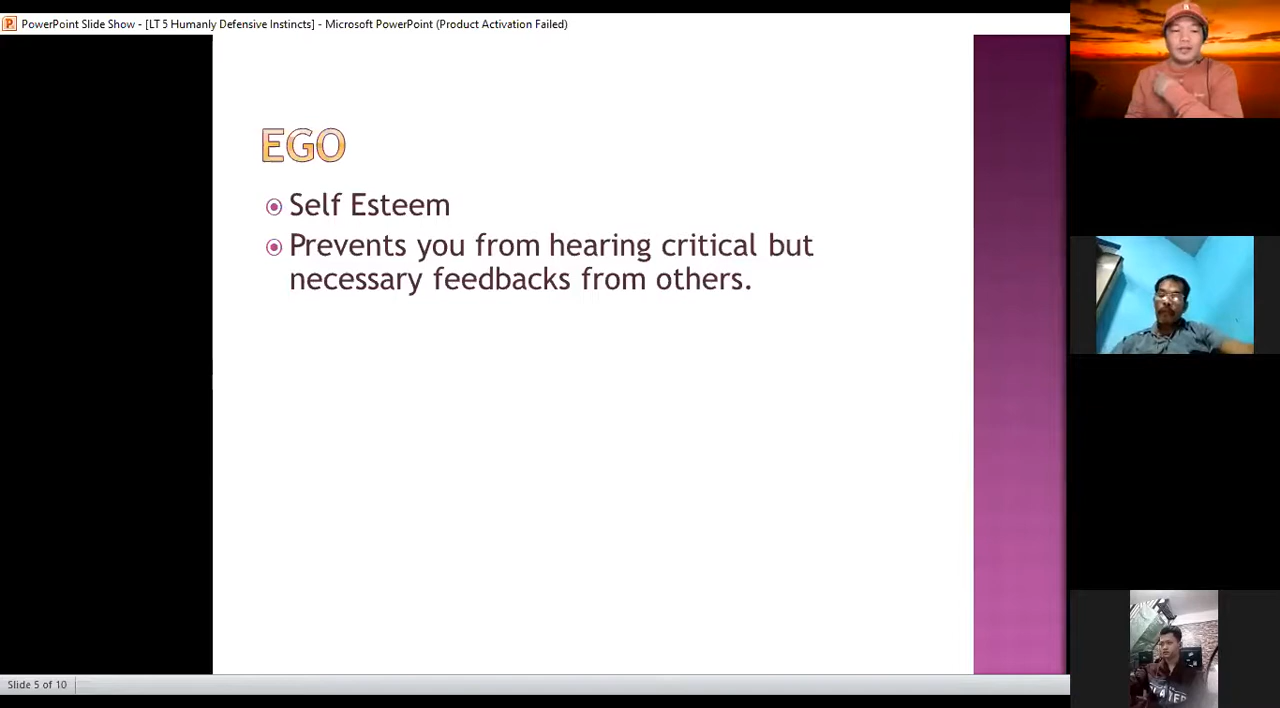 PowerPoint Slide Show - [LT 5 Humanly Defensive Instincts] - Microsoft PowerPoint (Product Activation Failed)
EGO
Self Esteem
Prevents you from hearing critical but
necessary feedbacks from others.
Slide 5 of 10